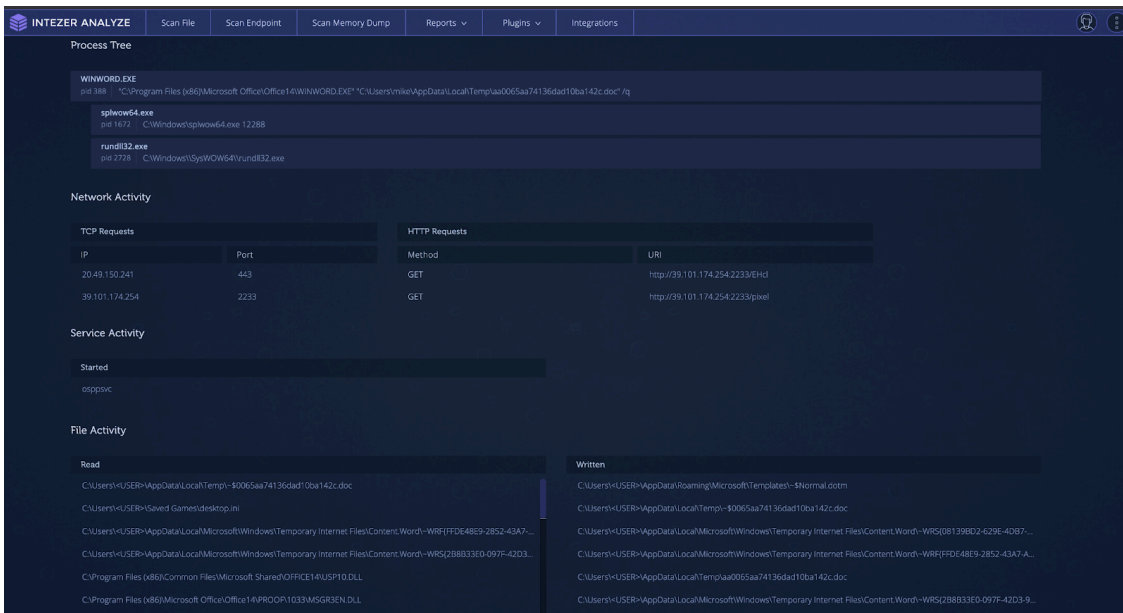 INTEZER ANALYZE Scan File Scan Endpoint Scan Memory Dump Reports Plugins Integrations
Process Tree
WINWORD.EXE
pid 388 "C:\Program Files (x86)\Microsoft Office\Office14\WINWORD.EXE" "C:\Users\mike\AppData\Local\Temp\aa0065aa74136dad10ba142c.doc" /q
splwow64.exe
pid 1672 C:\Windows\splwow64.exe 12288
rundll32.exe
pid 2728 C:\Windows\\SysWOW64\\rundll32.exe
Network Activity
TCP Requests HTTP Requests
IP Port Method URI
20.49.150.241 443 GET http://39.101.174.254:2233/EHcl
39.101.174.254 2233 GET http://39.101.174.254:2233/pixel
Service Activity
Started
osppsvc
File Activity
Read Written
C:\Users\<USER>\AppData\Local\Temp\~$0065aa74136dad10ba142c.doc C:\Users\<USER>\AppData\Roaming\Microsoft\Templates\~$Normal.dotm
C:\Users\<USER>\Saved Games\desktop.ini C:\Users\<USER>\AppData\Local\Temp\~$0065aa74136dad10ba142c.doc
C:\Users\<USER>\AppData\Local\Microsoft\Windows\Temporary Internet Files\Content.Word\~WRF{FFDE48E9-2852-43A7-... C:\Users\<USER>\AppData\Local\Microsoft\Windows\Temporary Internet Files\Content.Word\~WRS{08139BD2-629E-4DB7-...
C:\Users\<USER>\AppData\Local\Microsoft\Windows\Temporary Internet Files\Content.Word\~WRS{2B8B33E0-097F-42D3... C:\Users\<USER>\AppData\Local\Microsoft\Windows\Temporary Internet Files\Content.Word\~WRF{FFDE48E9-2852-43A7-A...
C:\Program Files (x86)\Common Files\Microsoft Shared\OFFICE14\USP10.DLL C:\Users\<USER>\AppData\Local\Temp\aa0065aa74136dad10ba142c.doc
C:\Program Files (x86)\Microsoft Office\Office14\PROOF\1033\MSGR3EN.DLL C:\Users\<USER>\AppData\Local\Microsoft\Windows\Temporary Internet Files\Content.Word\~WRS{2B8B33E0-097F-42D3-9...